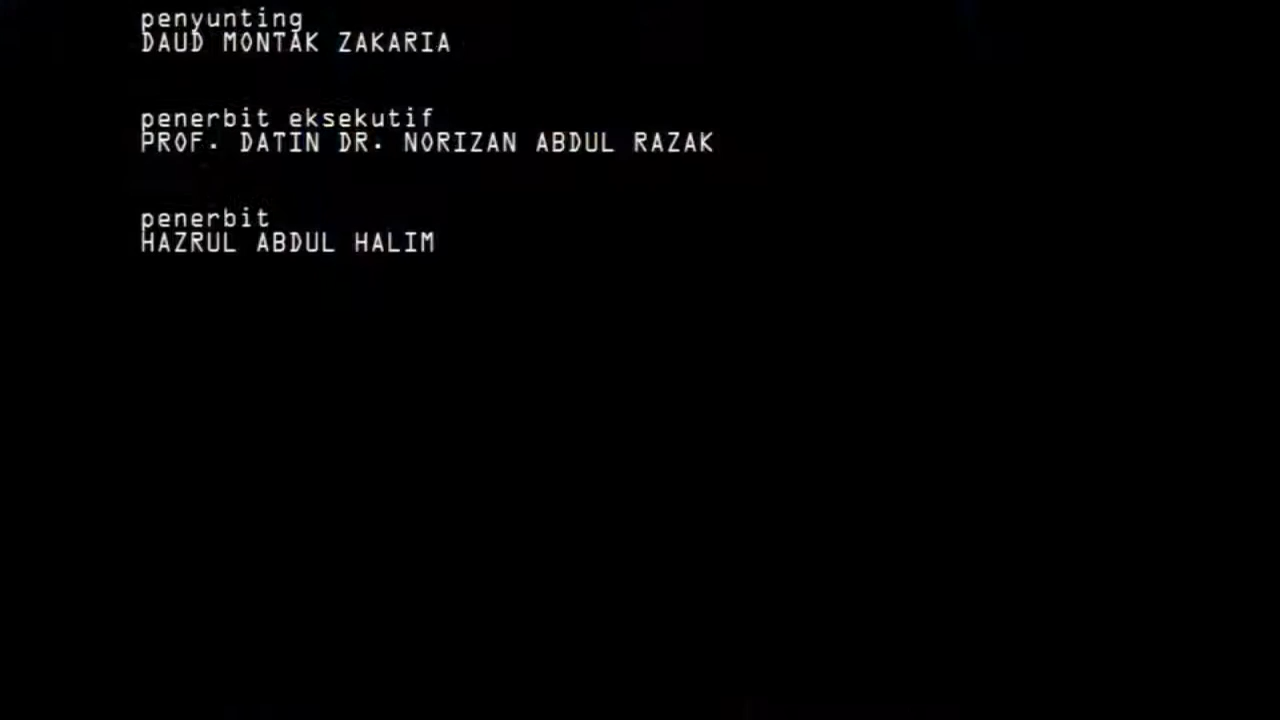 penyunting
DAUD MONTAK ZAKARIA
penerbit eksekutif
PROF. DATIN DR. NORIZAN ABDUL RAZAK
penerbit
HAZRUL ABDUL HALIM